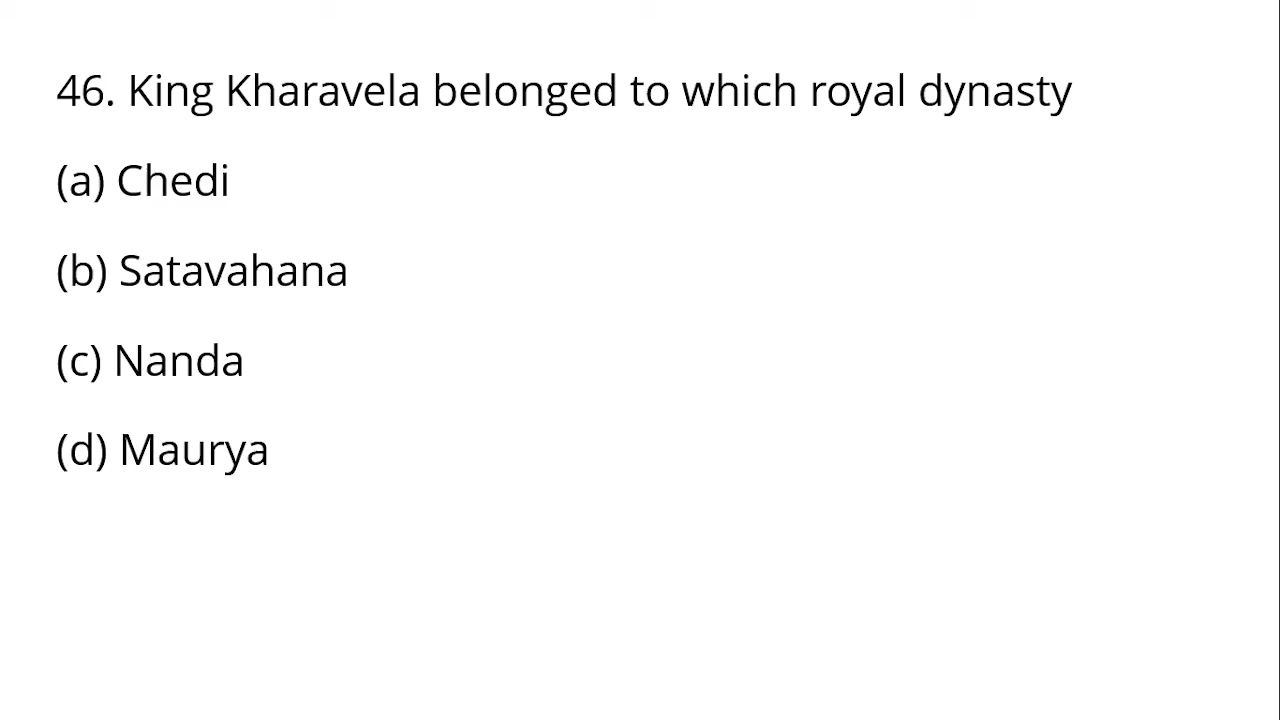 46. King Kharavela belonged to which royal dynasty
(a) Chedi
(b) Satavahana
(c) Nanda
(d) Maurya